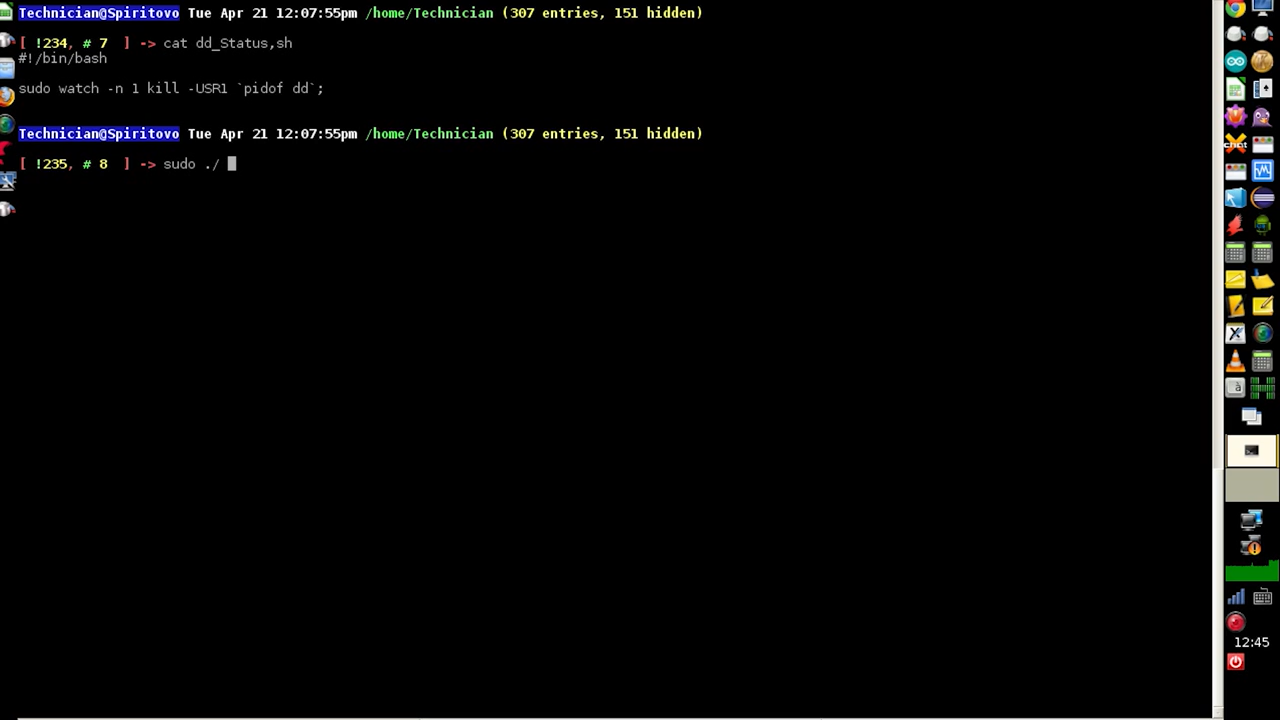 Technician@Spiritovo Tue Apr 21 12:07:55pm /home/Technician (307 entries, 151 hidden)
[ !234, # 7 ] -> cat dd_Status,sh
#!/bin/bash
sudo watch -n 1 kill -USR1 `pidof dd`;
Technician@Spiritovo Tue Apr 21 12:07:55pm /home/Technician (307 entries, 151 hidden)
[ !235, # 8 ] -> sudo ./
chat
a
12:45